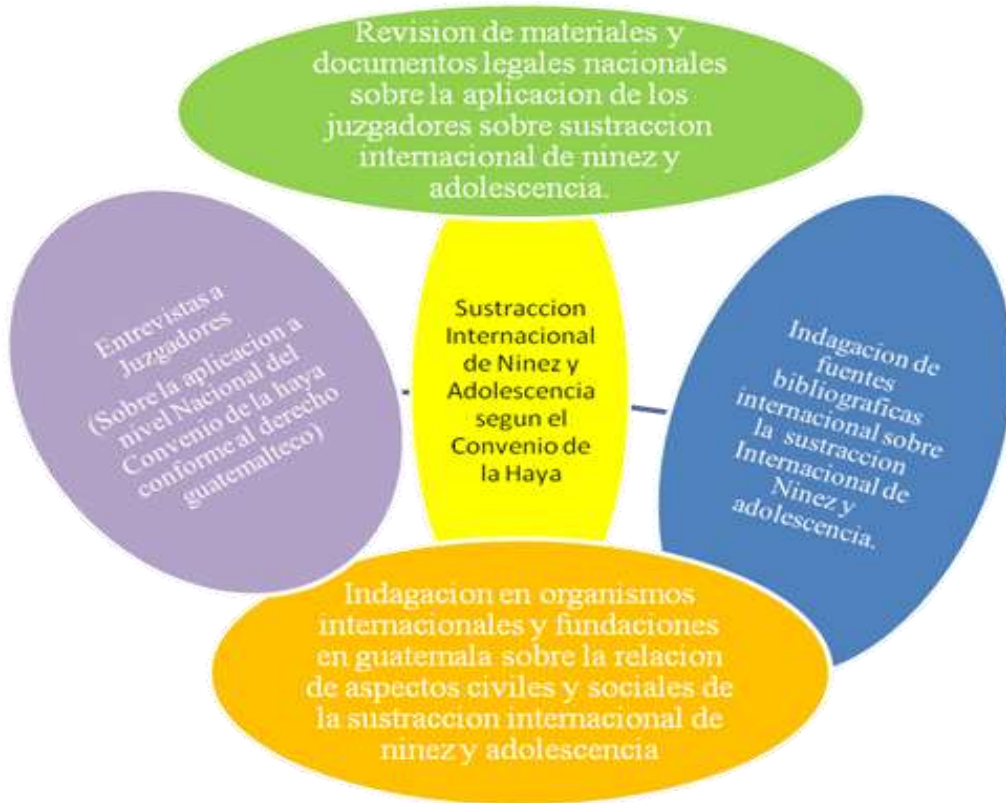 Revision de materiales y
documentos legales nacionales
sobre la aplicacion de los
juzgadores sobre sustraccion
internacional de ninez y
adolescencia.
Entrevistas a
Juzgadores
(Sobre la aplicacion a
nivel Nacional del
Convenio de la haya
conforme al derecho
guatemalteco)
Sustraccion
Internacional
de Ninez y
Adolescencia
segun el
Convenio de
la Haya
Indagacion de
fuentes
bibliograficas
internacional sobre
la sustraccion
Internacional de
Ninez y
adolescencia.
Indagacion en organismos
internacionales y fundaciones
en guatemala sobre la relacion
de aspectos civiles y sociales de
la sustraccion internacional de
ninez y adolescencia